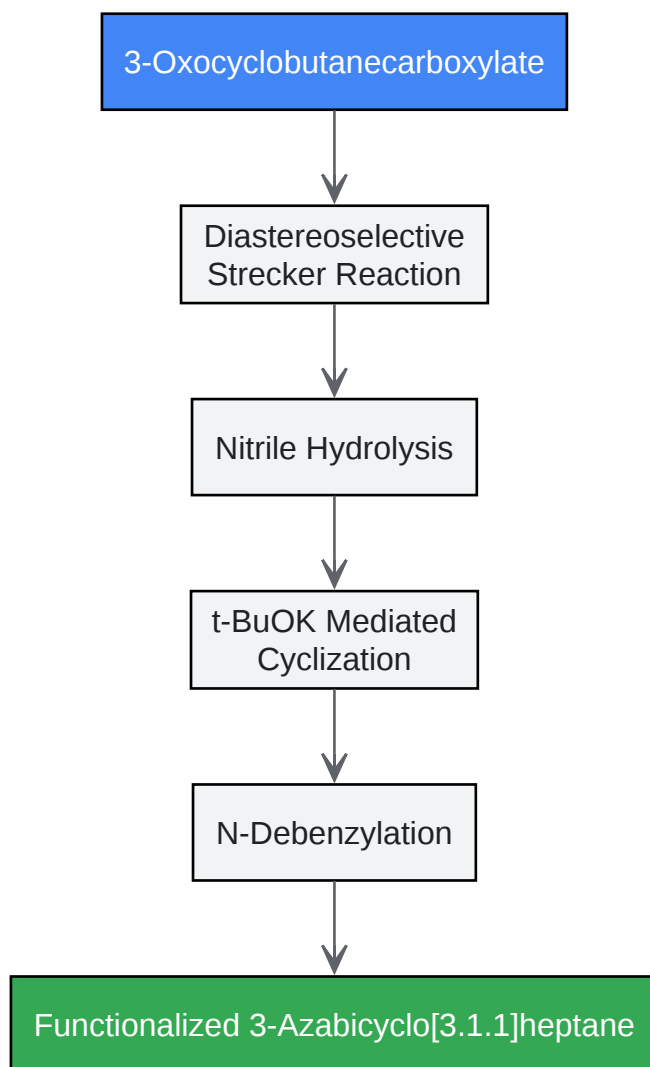 3-Oxocyclobutanecarboxylate
Diastereoselective
Strecker Reaction
Nitrile Hydrolysis
t-BuOK Mediated
Cyclization
N-Debenzylation
Functionalized 3-Azabicyclo[3.1.1]heptane